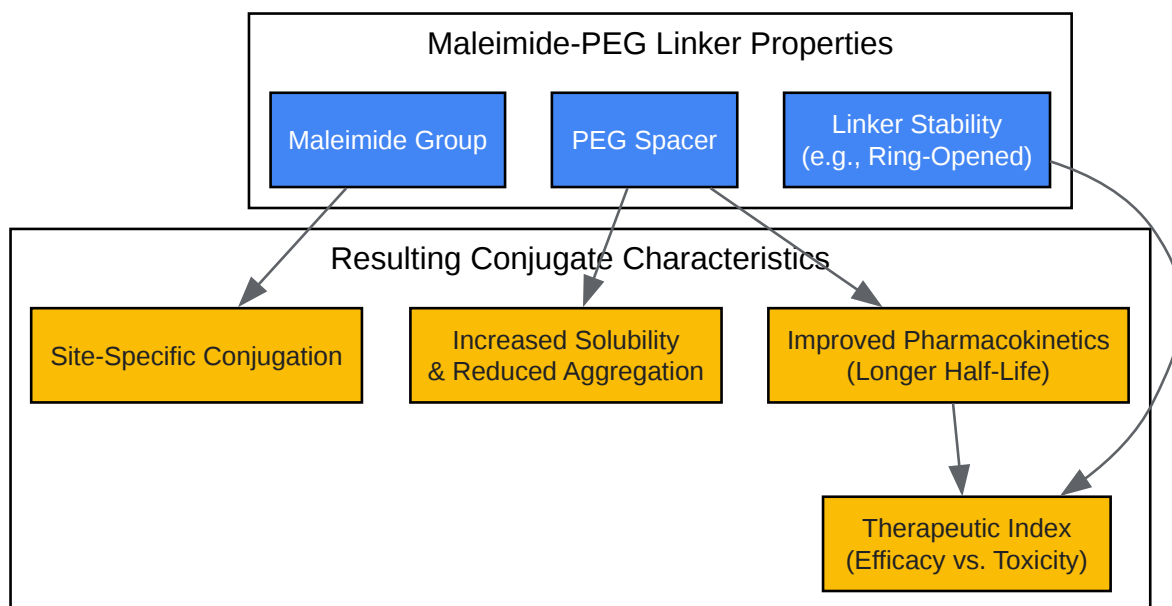 Maleimide-PEG Linker Properties
Maleimide Group
PEG Spacer
Linker Stability
(e.g., Ring-Opened)
Resulting Conjugate Characteristics
Site-Specific Conjugation
Increased Solubility
& Reduced Aggregation
Improved Pharmacokinetics
(Longer Half-Life)
Therapeutic Index
(Efficacy vs. Toxicity)